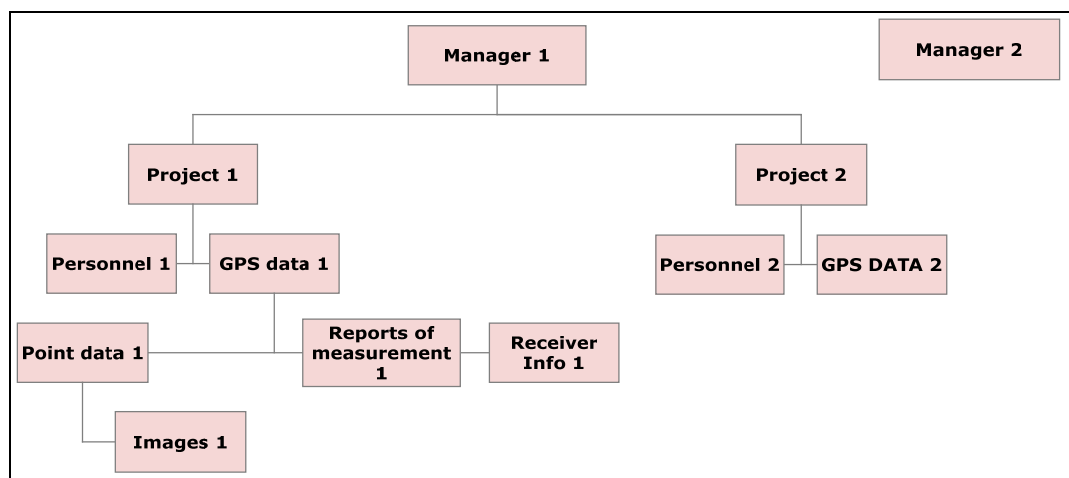 Manager 1
Manager 2
Project 1
Project 2
Personnel 1
GPS data 1
Personnel 2
GPS DATA 2
Point data 1
Reports of
measurement
1
Receiver
Info 1
Images 1